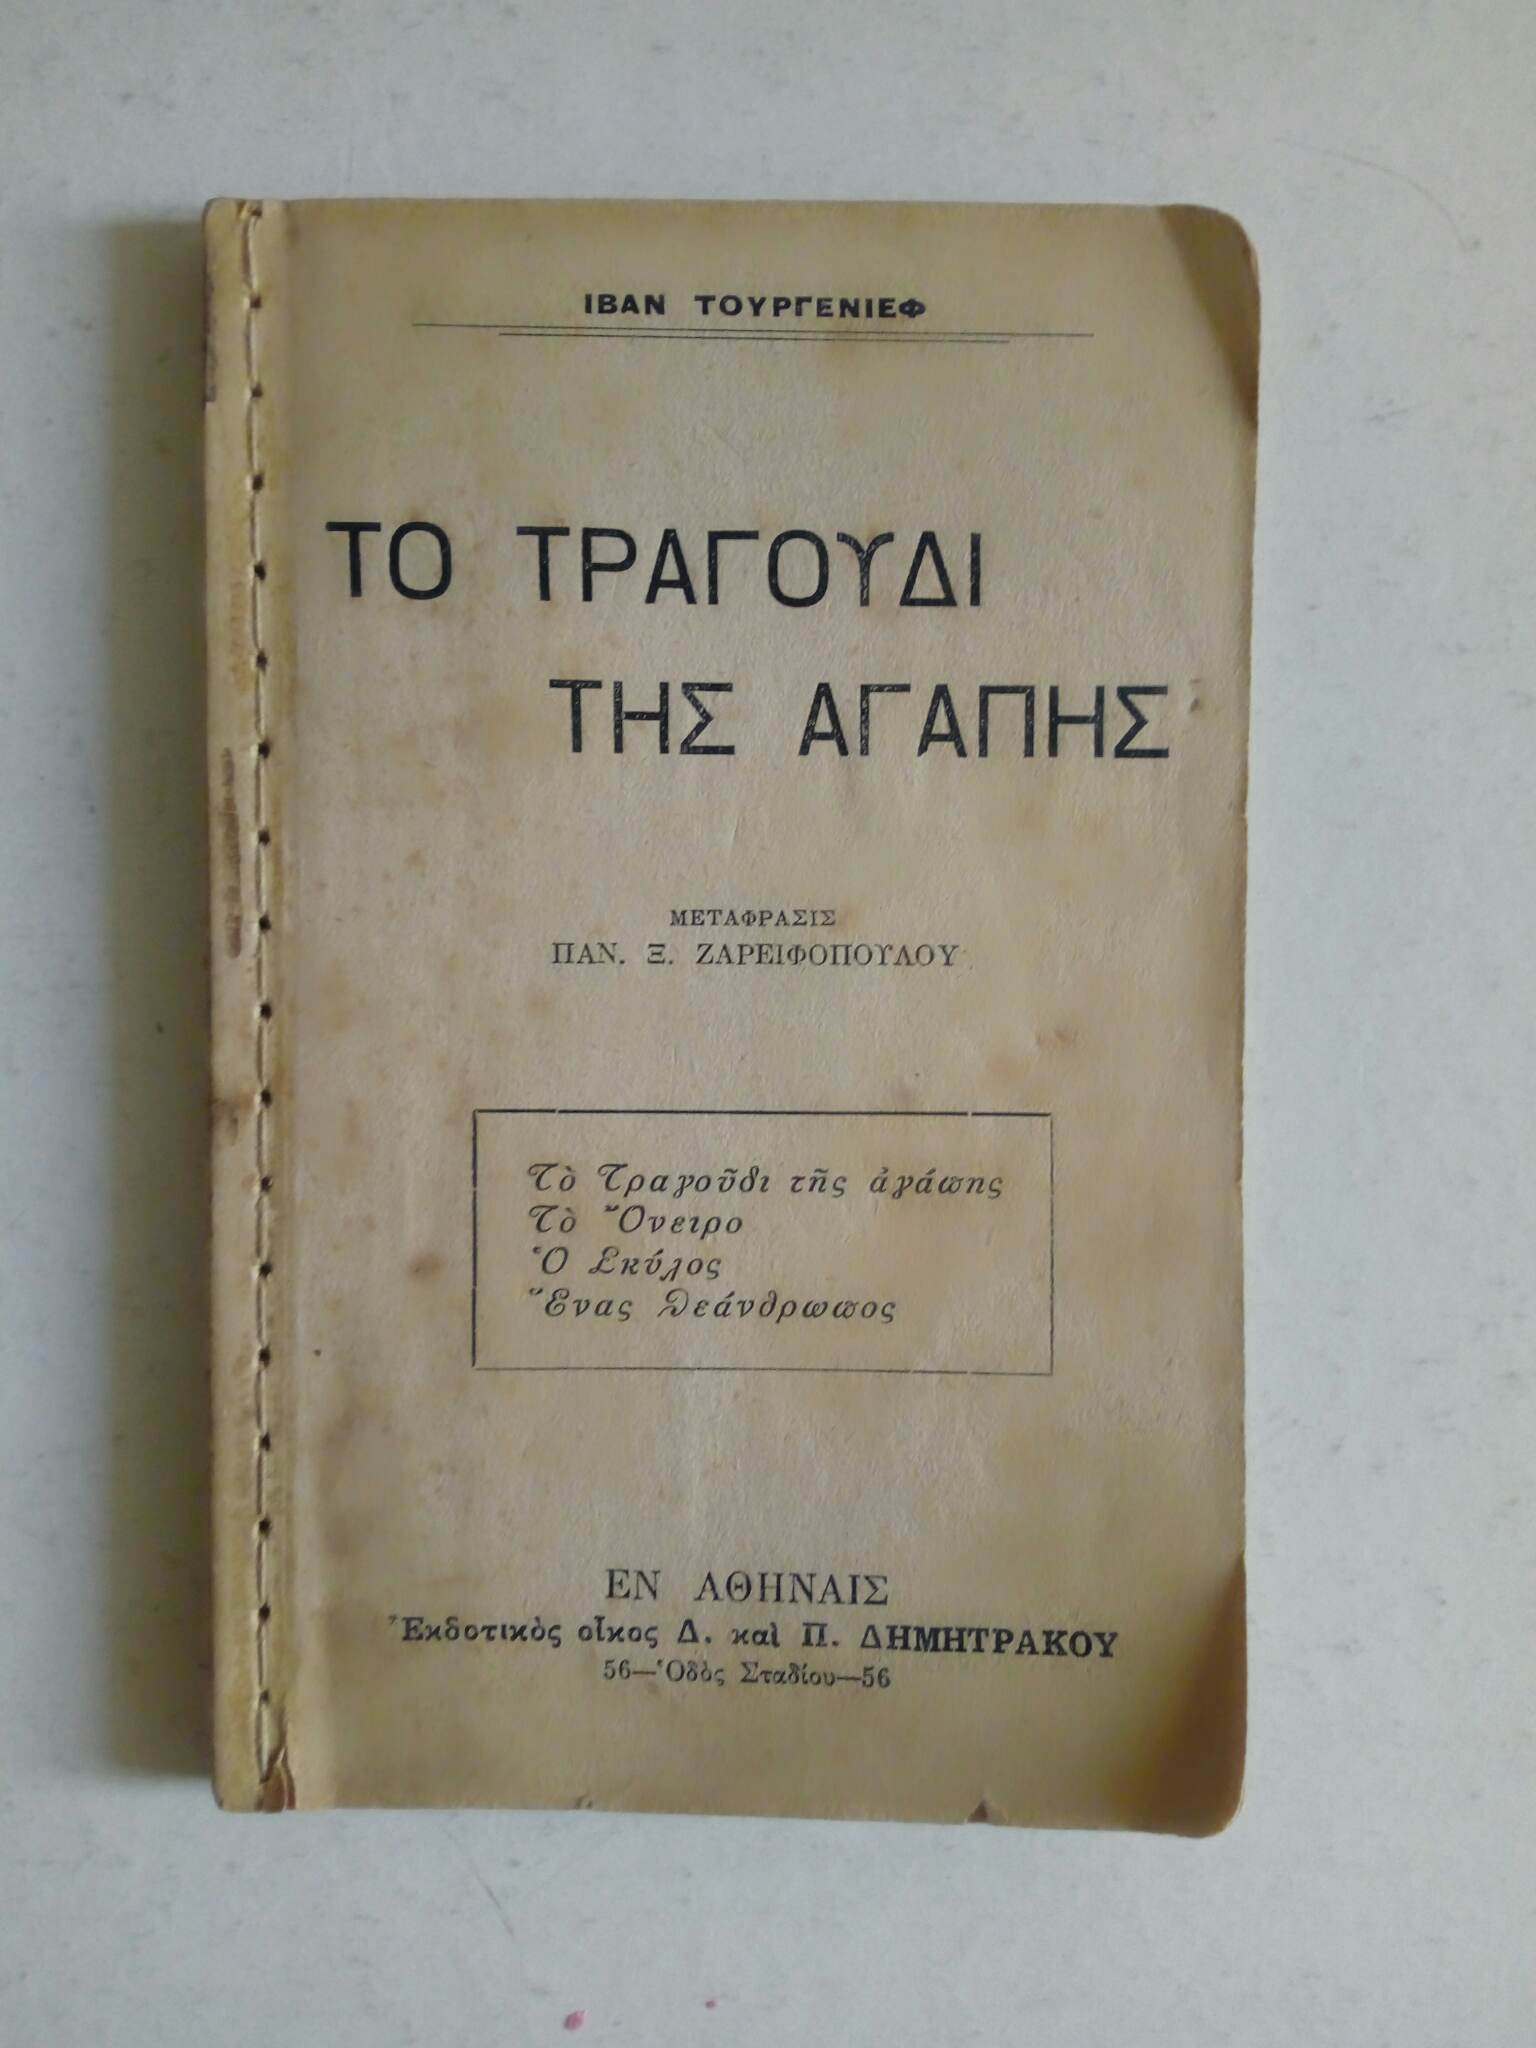 ΙΒΑΝ ΤΟΥΡΓΕΝΙΕΦ
ΤΟ ΤΡΑΓΟΥΔΙ
ΤΗΣ ΑΓΑΠΗΣ
ΜΕΤΑΦΡΑΣΙΣ
ΠΑΝ. Ξ. ΖΑΡΕΙΦΟΠΟΥΛΟΥ
Τὸ Τραγοῦδι τῆς ἀγάπης
Τὸ Ὄνειρο
Ὁ Σκύλος
Ἕνας Θεάνθρωπος
ΕΝ ΑΘΗΝΑΙΣ
Ἐκδοτικὸς οἶκος Δ. καὶ Π. ΔΗΜΗΤΡΑΚΟΥ
56—Ὁδὸς Σταδίου—56